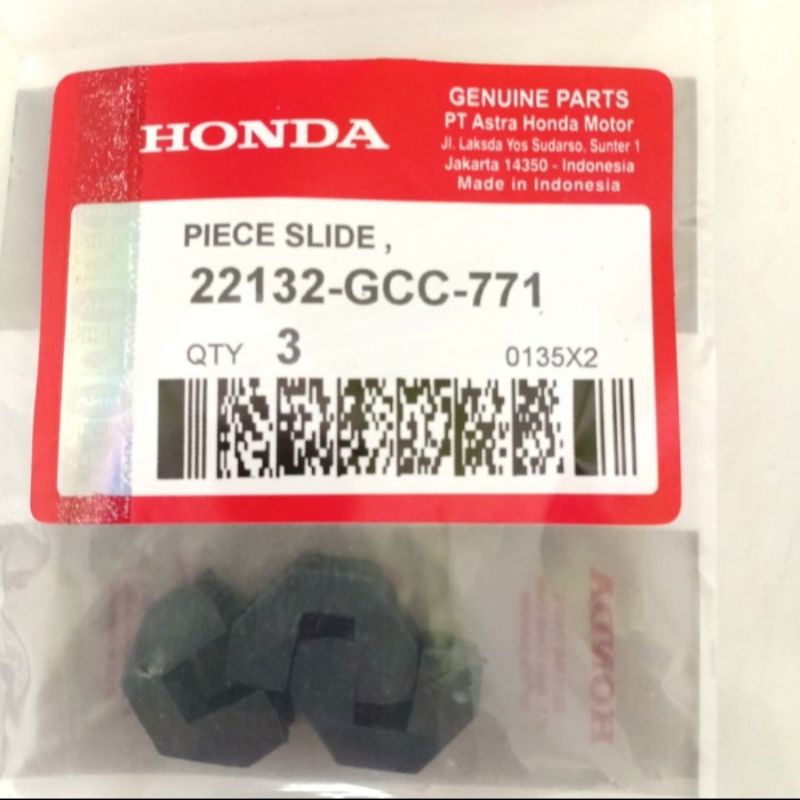 HONDA
GENUINE PARTS
PT Astra Honda Motor
Jl. Laksda Yos Sudarso, Sunter 1
Jakarta 14350 - Indonesia
Made in Indonesia
PIECE SLIDE ,
22132-GCC-771
QTY 3
0135X2
HONDA